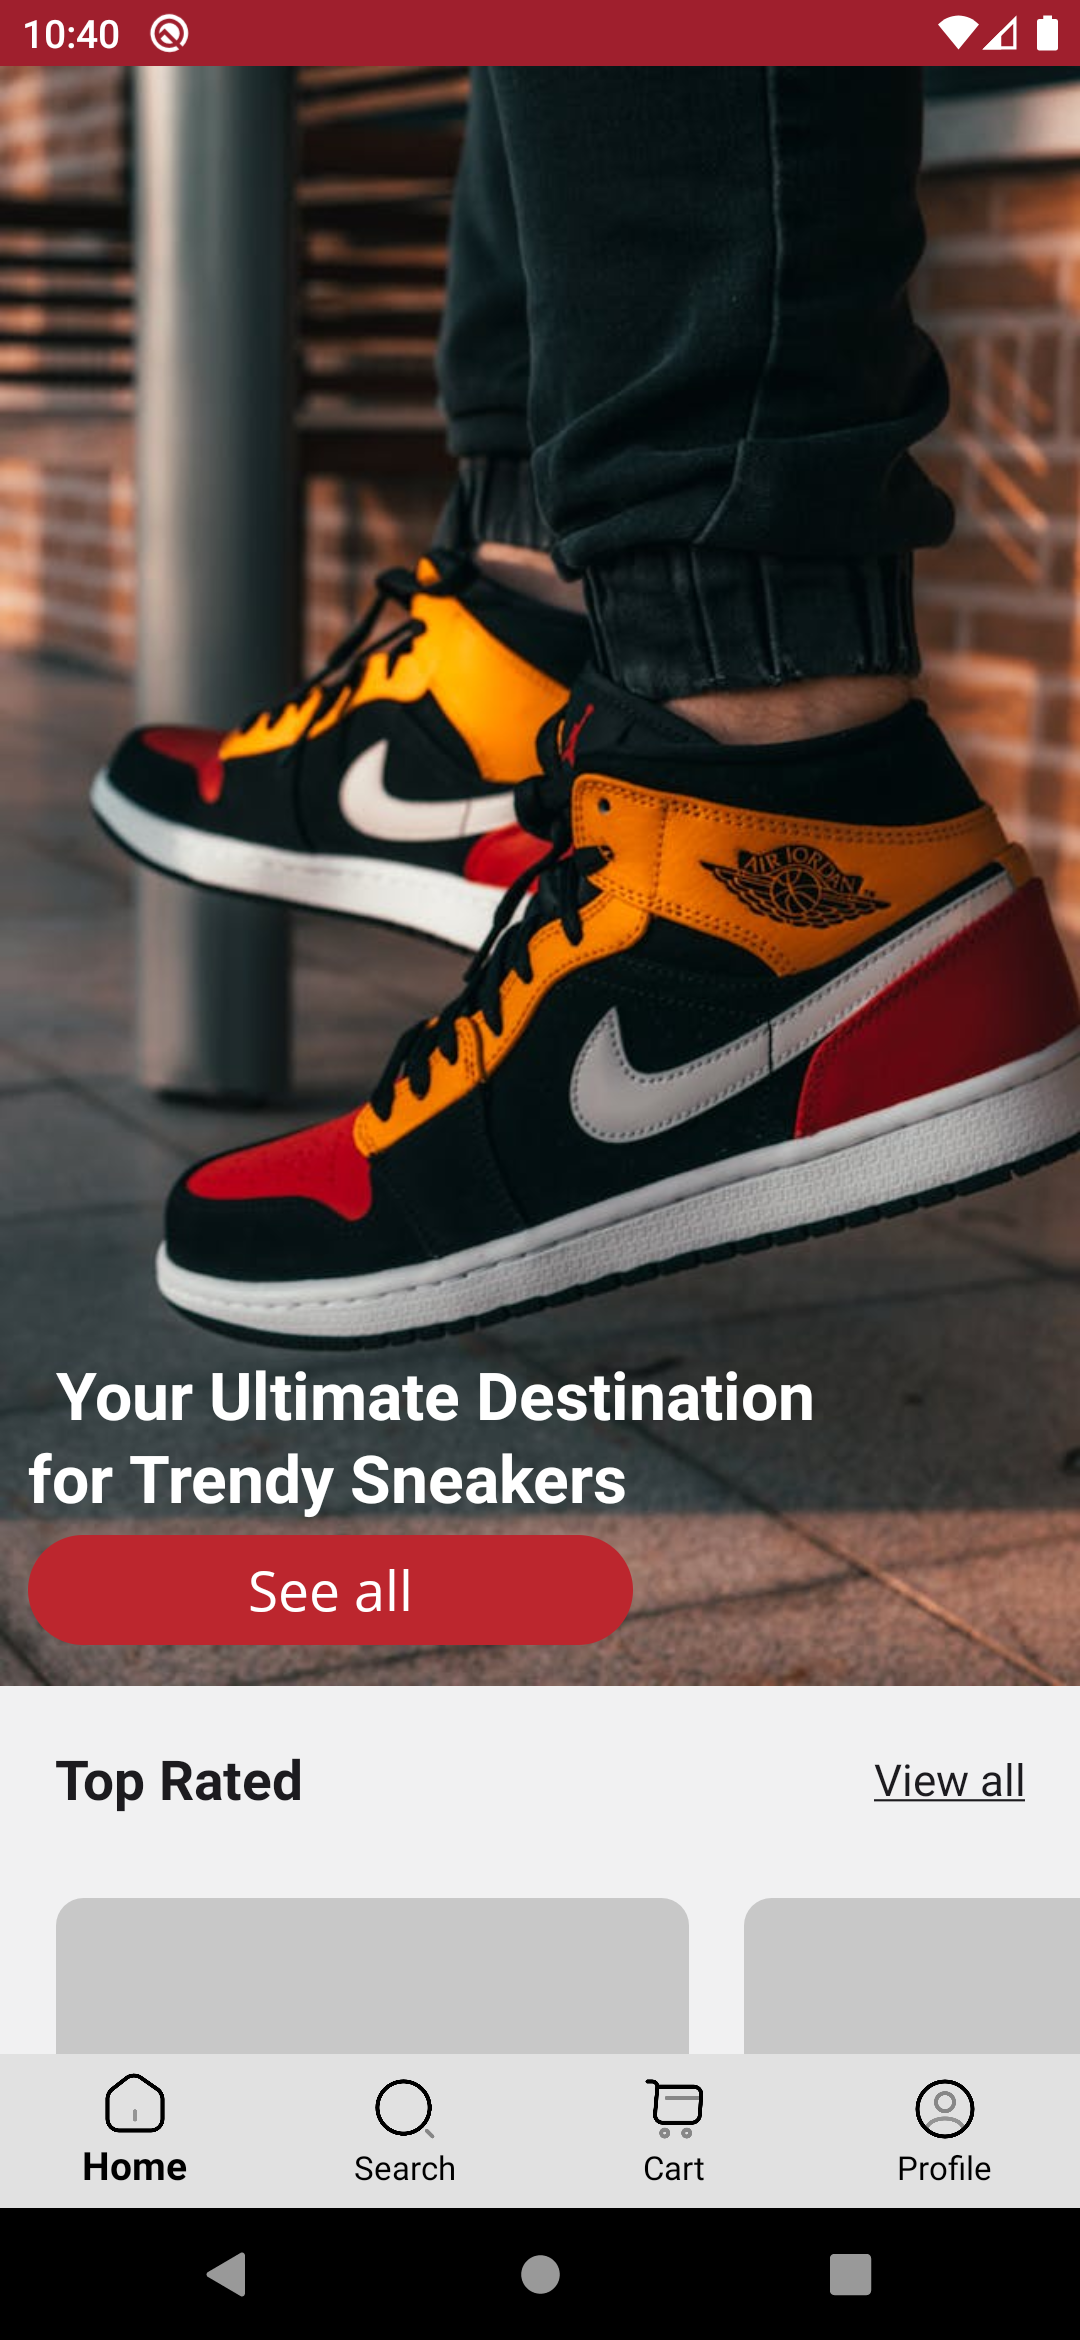 10:40
AIR JORDAN
Your Ultimate Destination
for Trendy Sneakers
See all
Top Rated
View all
Home
Search
Cart
Profile